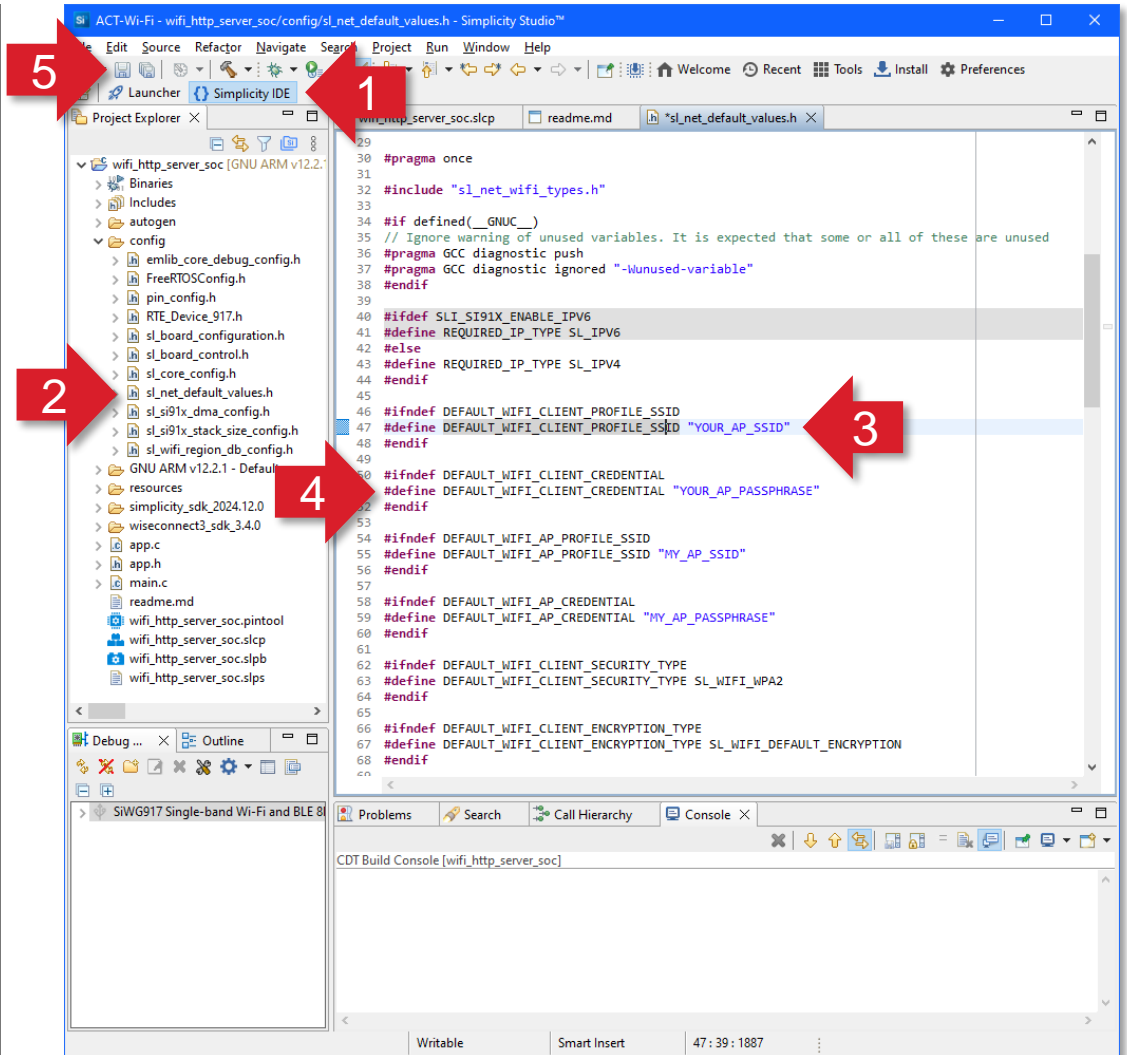 ACT-Wi-Fi - wifi_http_server_soc/config/sl_net_default_values.h - Simplicity Studio™
Edit Source Refactor Navigate Search Project Run Window Help
5
Welcome Recent Tools Install Preferences
Launcher {} Simplicity IDE
1
Project Explorer
wifi_http_server_soc.slcp readme.md *sl_net_default_values.h
wifi_http_server_soc [GNU ARM v12.2.1
Binaries
Includes
autogen
config
emlib_core_debug_config.h
FreeRTOSConfig.h
pin_config.h
RTE_Device_917.h
sl_board_configuration.h
sl_board_control.h
sl_core_config.h
2
sl_net_default_values.h
sl_si91x_dma_config.h
sl_si91x_stack_size_config.h
sl_wifi_region_db_config.h
GNU ARM v12.2.1 - Default
resources
simplicity_sdk_2024.12.0
wiseconnect3_sdk_3.4.0
app.c
app.h
main.c
readme.md
wifi_http_server_soc.pintool
wifi_http_server_soc.slcp
wifi_http_server_soc.slpb
wifi_http_server_soc.slps
29
30 #pragma once
31
32 #include "sl_net_wifi_types.h"
33
34 #if defined(__GNUC__)
35 // Ignore warning of unused variables. It is expected that some or all of these are unused
36 #pragma GCC diagnostic push
37 #pragma GCC diagnostic ignored "-Wunused-variable"
38 #endif
39
40 #ifdef SLI_SI91X_ENABLE_IPV6
41 #define REQUIRED_IP_TYPE SL_IPV6
42 #else
43 #define REQUIRED_IP_TYPE SL_IPV4
44 #endif
45
46 #ifndef DEFAULT_WIFI_CLIENT_PROFILE_SSID
47 #define DEFAULT_WIFI_CLIENT_PROFILE_SSID "YOUR_AP_SSID"
3
48 #endif
49
50 #ifndef DEFAULT_WIFI_CLIENT_CREDENTIAL
4
#define DEFAULT_WIFI_CLIENT_CREDENTIAL "YOUR_AP_PASSPHRASE"
52 #endif
53
54 #ifndef DEFAULT_WIFI_AP_PROFILE_SSID
55 #define DEFAULT_WIFI_AP_PROFILE_SSID "MY_AP_SSID"
56 #endif
57
58 #ifndef DEFAULT_WIFI_AP_CREDENTIAL
59 #define DEFAULT_WIFI_AP_CREDENTIAL "MY_AP_PASSPHRASE"
60 #endif
61
62 #ifndef DEFAULT_WIFI_CLIENT_SECURITY_TYPE
63 #define DEFAULT_WIFI_CLIENT_SECURITY_TYPE SL_WIFI_WPA2
64 #endif
65
66 #ifndef DEFAULT_WIFI_CLIENT_ENCRYPTION_TYPE
67 #define DEFAULT_WIFI_CLIENT_ENCRYPTION_TYPE SL_WIFI_DEFAULT_ENCRYPTION
68 #endif
Debug ... Outline
SiWG917 Single-band Wi-Fi and BLE 8
Problems Search Call Hierarchy Console
CDT Build Console [wifi_http_server_soc]
Writable Smart Insert 47 : 39 : 1887